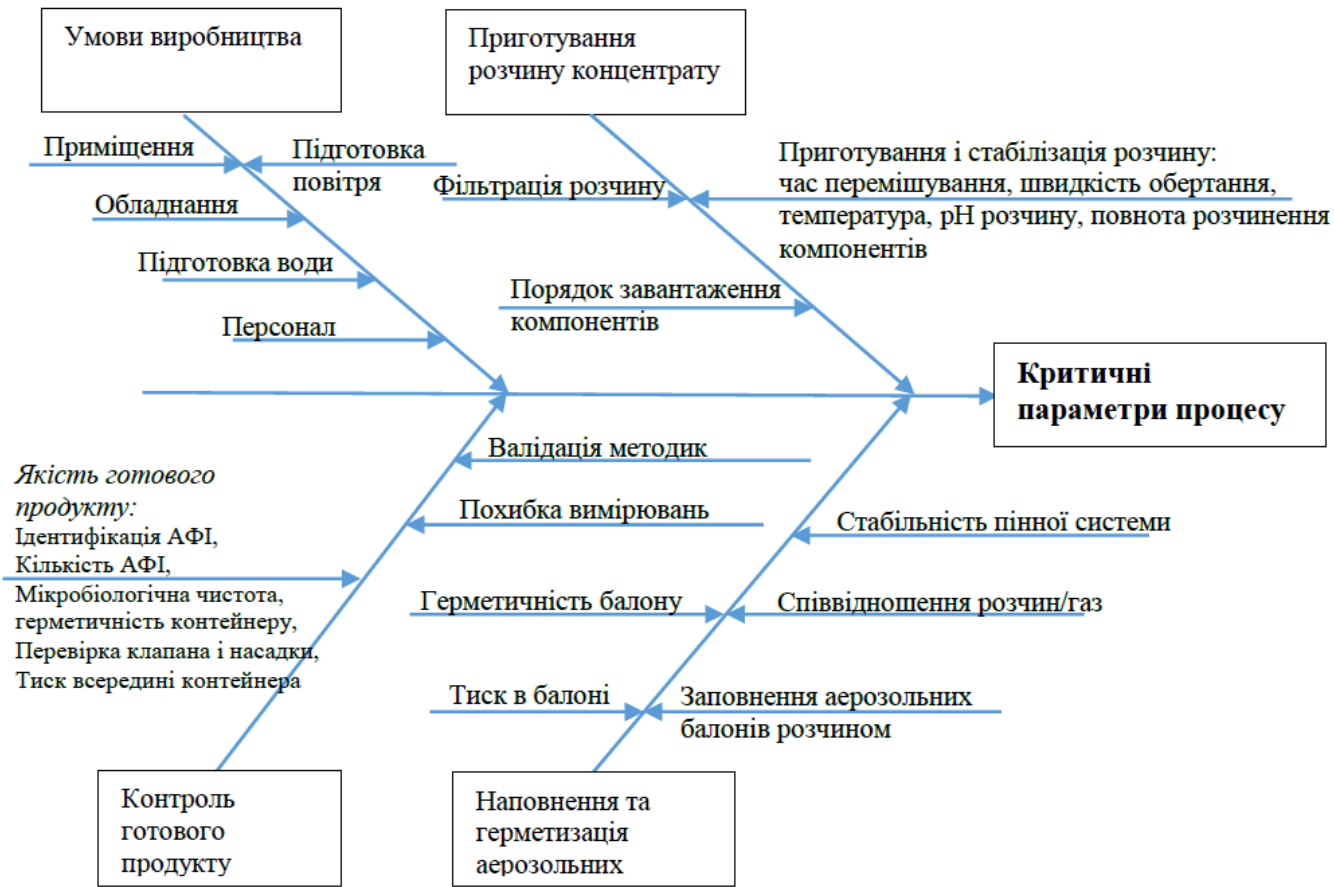 Умови виробництва
Приготування
розчину концентрату
Приміщення
Підготовка
повітря
Обладнання
Підготовка води
Персонал
Фільтрація розчину
Приготування і стабілізація розчину:
час перемішування, швидкість обертання,
температура, рН розчину, повнота розчинення
компонентів
Порядок завантаження
компонентів
Критичні
параметри процесу
Валідація методик
Похибка вимірювань
Якість готового
продукту:
Ідентифікація АФІ,
Кількість АФІ,
Мікробіологічна чистота,
герметичність контейнеру,
Перевірка клапана і насадки,
Тиск всередині контейнера
Стабільність пінної системи
Герметичність балону
Співвідношення розчин/газ
Тиск в балоні
Заповнення аерозольних
балонів розчином
Контроль
готового
продукту
Наповнення та
герметизація
аерозольних